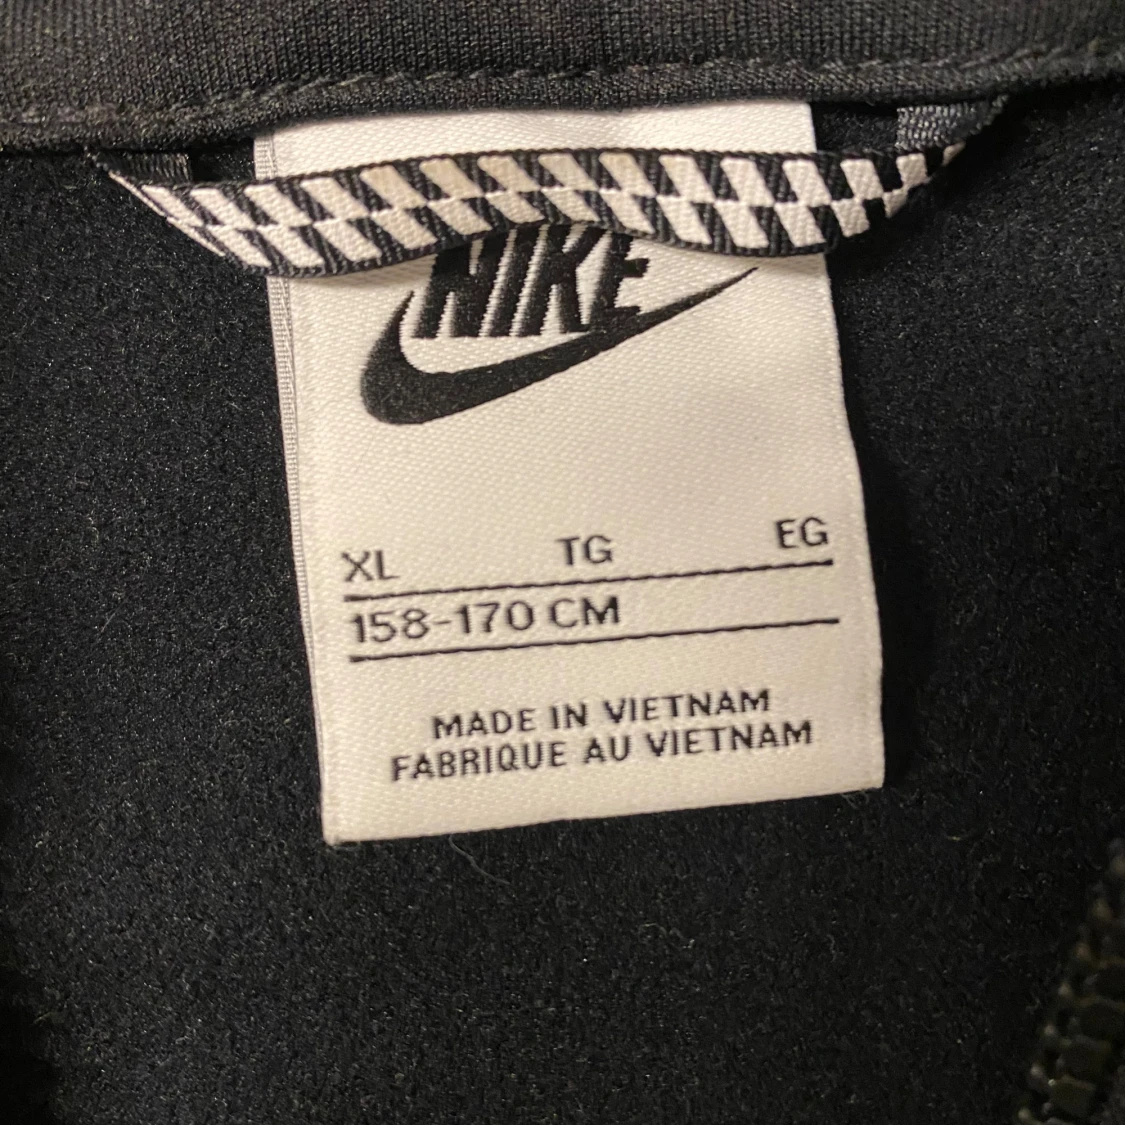 NIKE
XL TG EG
158-170 CM
MADE IN VIETNAM
FABRIQUE AU VIETNAM